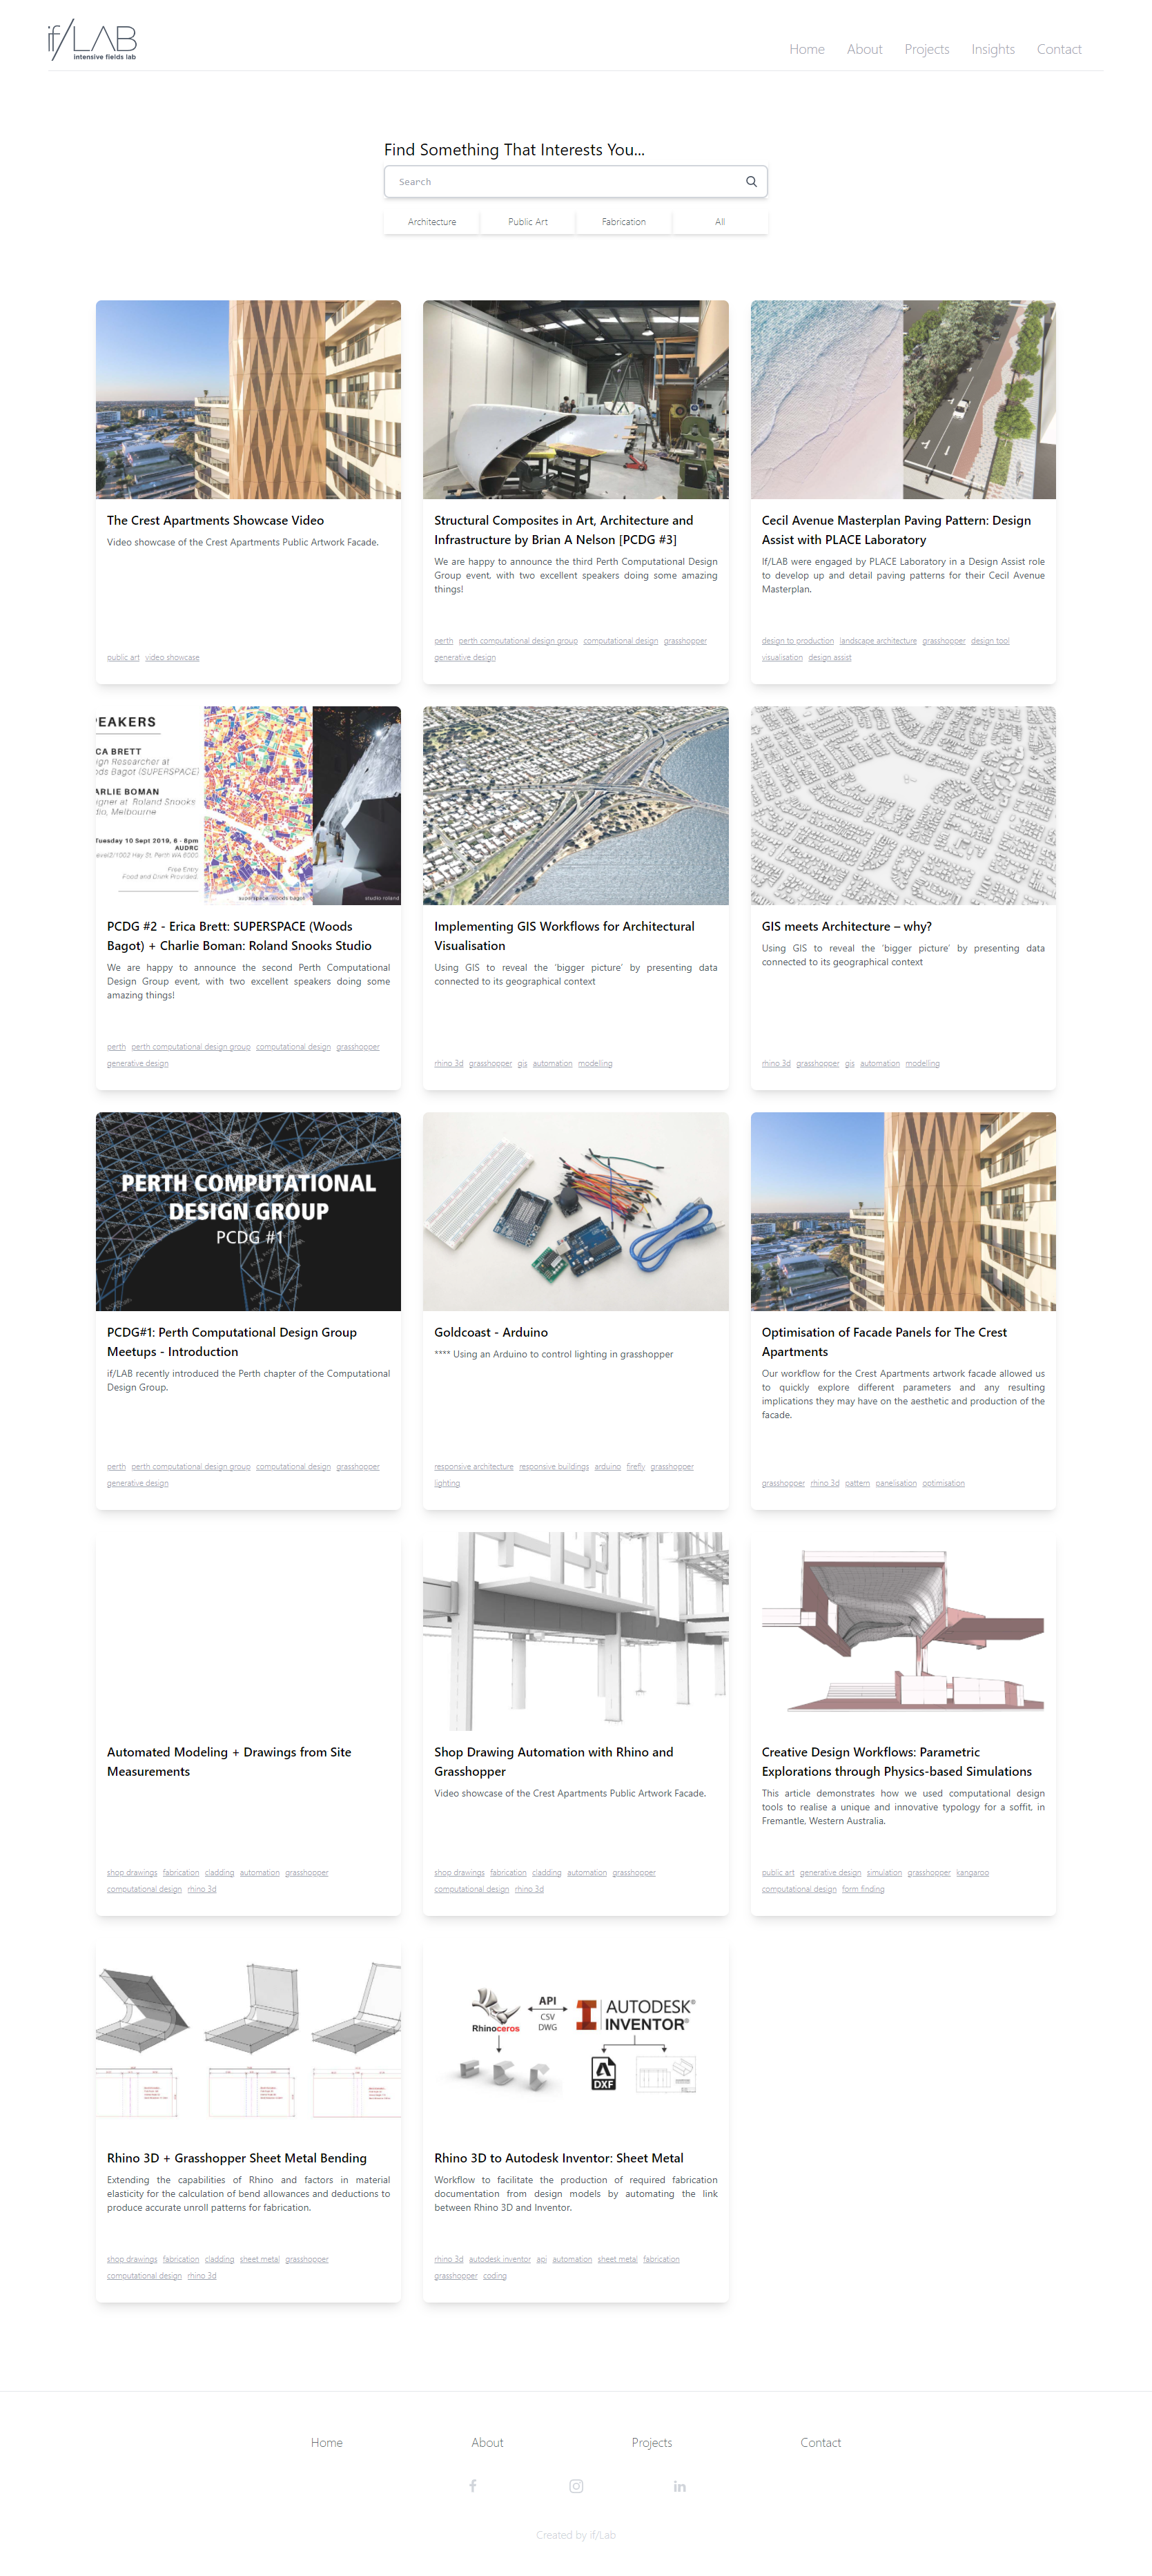 if/LAB
intensive fields lab
Home About Projects Insights Contact
Find Something That Interests You...
Search
Architecture Public Art Fabrication All
The Crest Apartments Showcase Video
Video showcase of the Crest Apartments Public Artwork Facade.
public art video showcase
Structural Composites in Art, Architecture and
Infrastructure by Brian A Nelson [PCDG #3]
We are happy to announce the third Perth Computational Design
Group event, with two excellent speakers doing some amazing
things!
perth perth computational design group computational design grasshopper
generative design
Cecil Avenue Masterplan Paving Pattern: Design
Assist with PLACE Laboratory
If/LAB were engaged by PLACE Laboratory in a Design Assist role
to develop up and detail paving patterns for their Cecil Avenue
Masterplan.
design to production landscape architecture grasshopper design tool
visualisation design assist
EAKERS
CA BRETT
ign Researcher at
ds Bagot (SUPERSPACE)
ARLIE BOMAN
igner at Roland Snooks
dio, Melbourne
Tuesday 10 Sept 2019, 6 - 8pm
AUDRC
evel2/1002 Hay St, Perth WA 6000
Free Entry
Food and Drink Provided.
superspace, woods bagot
studio roland
PCDG #2 - Erica Brett: SUPERSPACE (Woods
Bagot) + Charlie Boman: Roland Snooks Studio
We are happy to announce the second Perth Computational
Design Group event, with two excellent speakers doing some
amazing things!
perth perth computational design group computational design grasshopper
generative design
Implementing GIS Workflows for Architectural
Visualisation
Using GIS to reveal the 'bigger picture' by presenting data
connected to its geographical context
rhino 3d grasshopper gis automation modelling
GIS meets Architecture – why?
Using GIS to reveal the 'bigger picture' by presenting data
connected to its geographical context
rhino 3d grasshopper gis automation modelling
PERTH COMPUTATIONAL
DESIGN GROUP
PCDG #1
PCDG#1: Perth Computational Design Group
Meetups - Introduction
if/LAB recently introduced the Perth chapter of the Computational
Design Group.
perth perth computational design group computational design grasshopper
generative design
Goldcoast - Arduino
**** Using an Arduino to control lighting in grasshopper
responsive architecture responsive buildings arduino firefly grasshopper
lighting
Optimisation of Facade Panels for The Crest
Apartments
Our workflow for the Crest Apartments artwork facade allowed us
to quickly explore different parameters and any resulting
implications they may have on the aesthetic and production of the
facade.
grasshopper rhino 3d pattern panelisation optimisation
Automated Modeling + Drawings from Site
Measurements
shop drawings fabrication cladding automation grasshopper
computational design rhino 3d
Shop Drawing Automation with Rhino and
Grasshopper
Video showcase of the Crest Apartments Public Artwork Facade.
shop drawings fabrication cladding automation grasshopper
computational design rhino 3d
Creative Design Workflows: Parametric
Explorations through Physics-based Simulations
This article demonstrates how we used computational design
tools to realise a unique and innovative typology for a soffit, in
Fremantle, Western Australia.
public art generative design simulation grasshopper kangaroo
computational design form finding
Rhino 3D + Grasshopper Sheet Metal Bending
Extending the capabilities of Rhino and factors in material
elasticity for the calculation of bend allowances and deductions to
produce accurate unroll patterns for fabrication.
shop drawings fabrication cladding sheet metal grasshopper
computational design rhino 3d
Rhinoceros
API
CSV
DWG
AUTODESK®
INVENTOR®
DXF
Rhino 3D to Autodesk Inventor: Sheet Metal
Workflow to facilitate the production of required fabrication
documentation from design models by automating the link
between Rhino 3D and Inventor.
rhino 3d autodesk inventor api automation sheet metal fabrication
grasshopper coding
Home About Projects Contact
Created by if/Lab